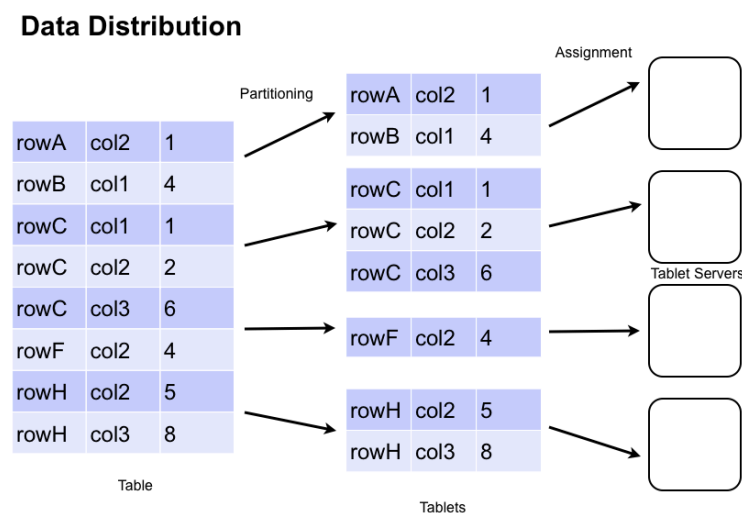 Data Distribution
Assignment
Partitioning
rowA col2 1
rowB col1 4
rowC col1 1
rowC col2 2
rowC col3 6
rowF col2 4
rowH col2 5
rowH col3 8
Table
rowA col2 1
rowB col1 4
rowC col1 1
rowC col2 2
rowC col3 6
rowF col2 4
rowH col2 5
rowH col3 8
Tablets
Tablet Servers